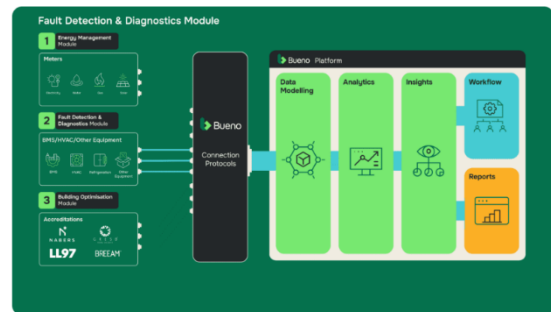 Fault Detection & Diagnostics Module
1
Energy Management
Module
Meters
Electricity
Water
Gas
Solar
2
Fault Detection &
Diagnostics Module
BMS/HVAC/Other Equipment
BMS
HVAC
Refrigeration
Other
Equipment
3
Building Optimisation
Module
Accreditations
NABERS
LL97
BREEAM
Bueno
Connection
Protocols
Bueno Platform
Data
Modelling
Analytics
Insights
Workflow
Reports